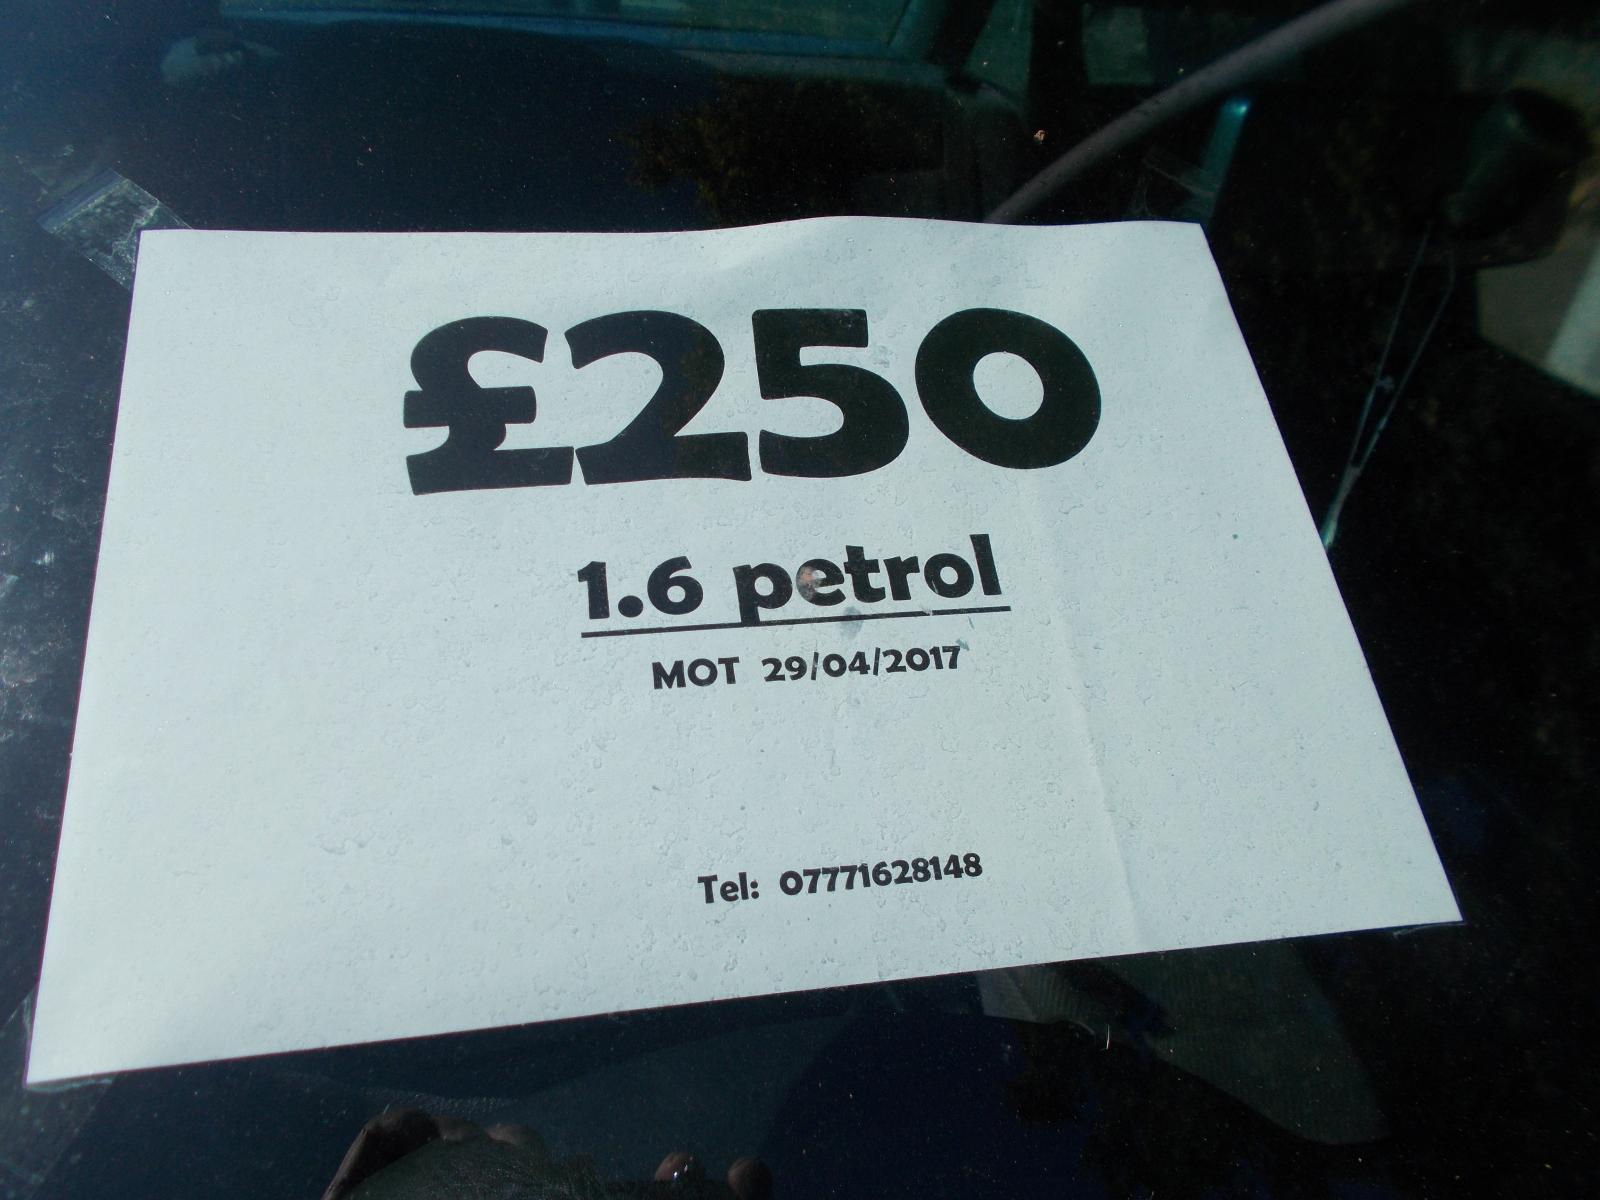 £250
1.6 petrol
MOT 29/04/2017
Tel: 07771628148